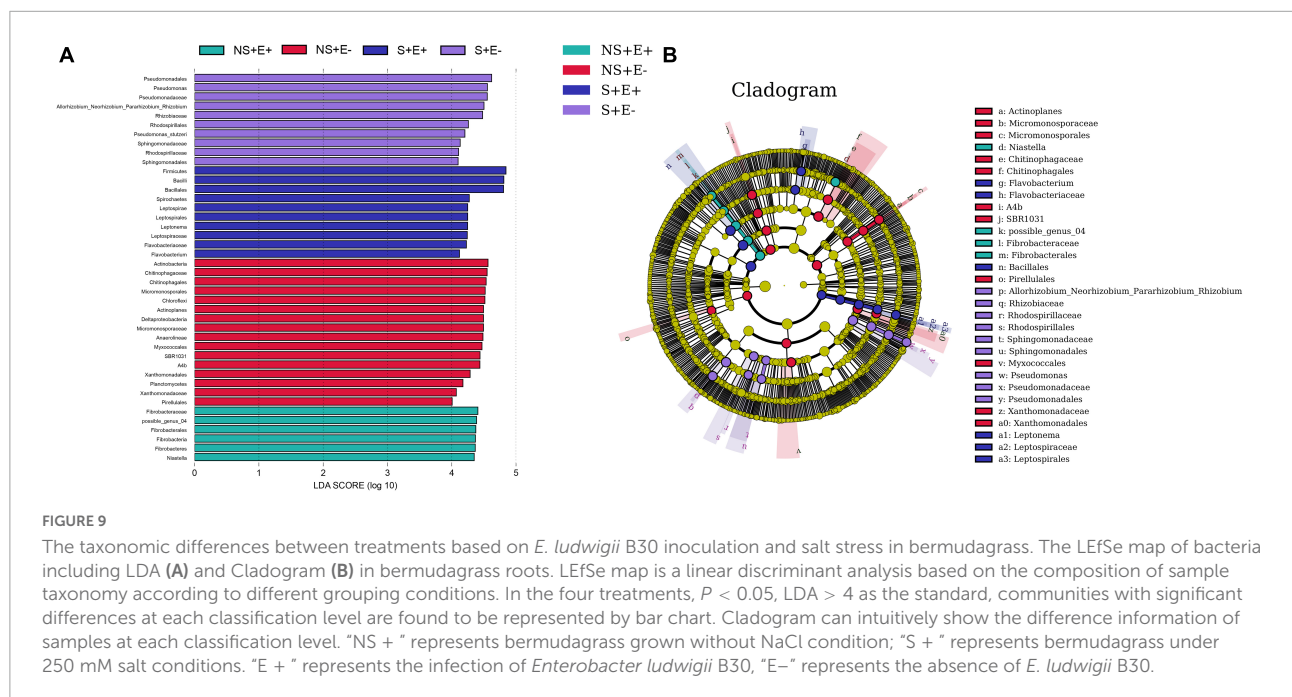 A
NS+E+ NS+E- S+E+ S+E-
Pseudomonadales
Pseudomonas
Pseudomonadaceae
Allorhizobium_Neorhizobium_Pararhizobium_Rhizobium
Rhizobiaceae
Rhodospirillales
Pseudomonas_stutzeri
Sphingomonadaceae
Rhodospirillaceae
Sphingomonadales
Firmicutes
Bacilli
Bacillales
Spirochaetes
Leptospirae
Leptospirales
Leptonema
Leptospiraceae
Flavobacteriaceae
Flavobacterium
Actinobacteria
Chitinophagaceae
Chitinophagales
Micromonosporales
Chloroflexi
Actinoplanes
Deltaproteobacteria
Micromonosporaceae
Anaerolineae
Myxococcales
SBR1031
A4b
Xanthomonadales
Planctomycetes
Xanthomonadaceae
Pirellulales
Fibrobacteraceae
possible_genus_04
Fibrobacterales
Fibrobacteria
Fibrobacteres
Niastella
0 1 2 3 4 5
LDA SCORE (log 10)
NS+E+
NS+E-
S+E+
S+E-
B
Cladogram
a: Actinoplanes
b: Micromonosporaceae
c: Micromonosporales
d: Niastella
e: Chitinophagaceae
f: Chitinophagales
g: Flavobacterium
h: Flavobacteriaceae
i: A4b
j: SBR1031
k: possible_genus_04
l: Fibrobacteraceae
m: Fibrobacterales
n: Bacillales
o: Pirellulales
p: Allorhizobium_Neorhizobium_Pararhizobium_Rhizobium
q: Rhizobiaceae
r: Rhodospirillaceae
s: Rhodospirillales
t: Sphingomonadaceae
u: Sphingomonadales
v: Myxococcales
w: Pseudomonas
x: Pseudomonadaceae
y: Pseudomonadales
z: Xanthomonadaceae
a0: Xanthomonadales
a1: Leptonema
a2: Leptospiraceae
a3: Leptospirales
FIGURE 9
The taxonomic differences between treatments based on E. ludwigii B30 inoculation and salt stress in bermudagrass. The LEfSe map of bacteria
including LDA (A) and Cladogram (B) in bermudagrass roots. LEfSe map is a linear discriminant analysis based on the composition of sample
taxonomy according to different grouping conditions. In the four treatments, P < 0.05, LDA > 4 as the standard, communities with significant
differences at each classification level are found to be represented by bar chart. Cladogram can intuitively show the difference information of
samples at each classification level. "NS + " represents bermudagrass grown without NaCl condition; "S + " represents bermudagrass under
250 mM salt conditions. "E + " represents the infection of Enterobacter ludwigii B30, "E–" represents the absence of E. ludwigii B30.